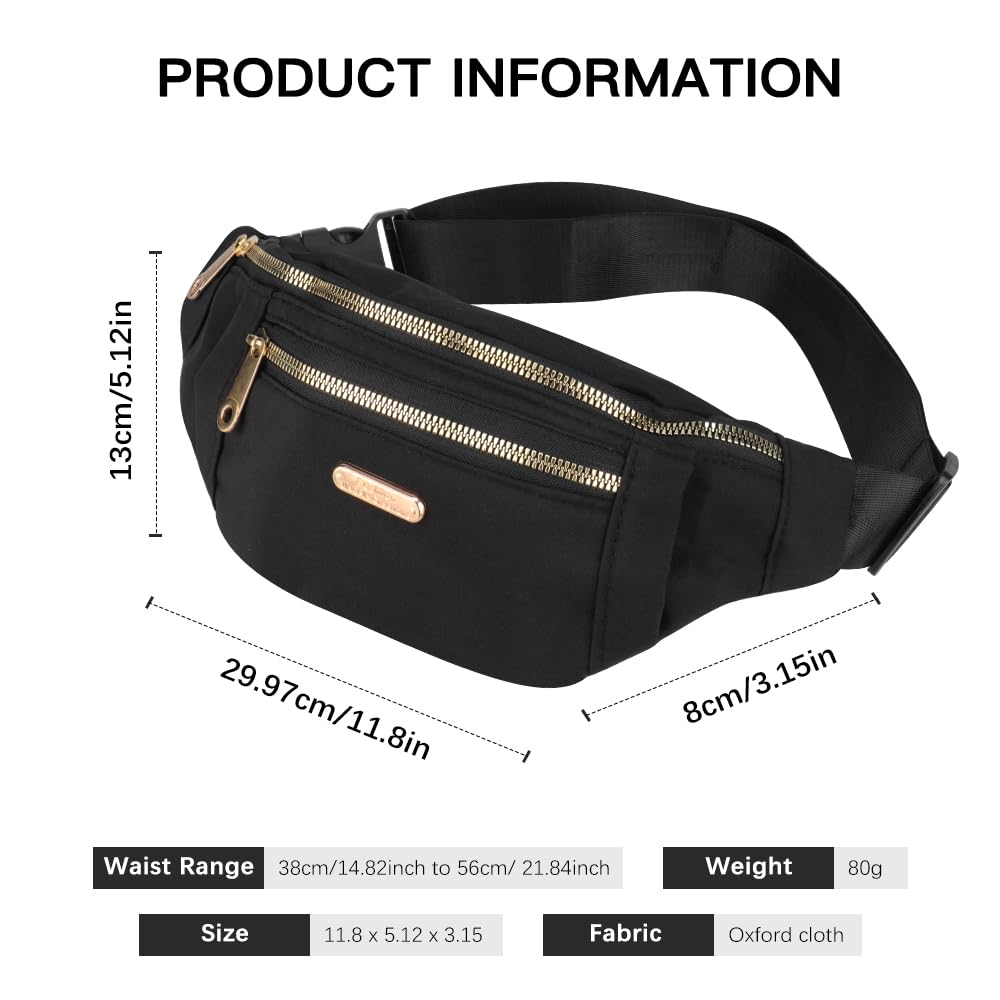 PRODUCT INFORMATION
13cm/5.12in
29.97cm/11.8in
8cm/3.15in
Waist Range 38cm/14.82inch to 56cm/ 21.84inch
Weight 80g
Size 11.8 x 5.12 x 3.15
Fabric Oxford cloth